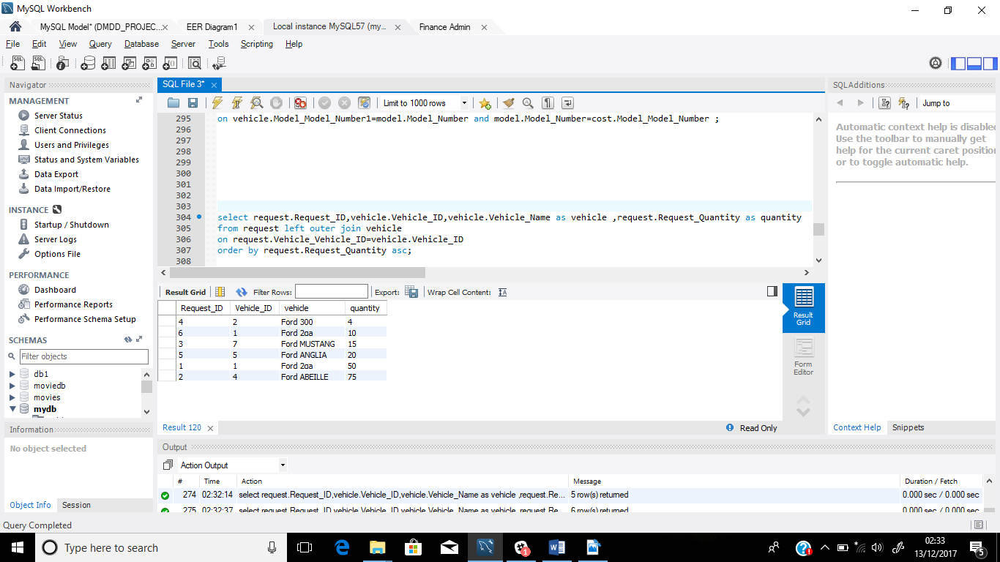 MySQL Workbench
MySQL Model* (DMDD_PROJEC... EER Diagram1 Local instance MySQL57 (my... Finance Admin
File Edit View Query Database Server Tools Scripting Help
Navigator
MANAGEMENT
Server Status
Client Connections
Users and Privileges
Status and System Variables
Data Export
Data Import/Restore
INSTANCE
Startup / Shutdown
Server Logs
Options File
PERFORMANCE
Dashboard
Performance Reports
Performance Schema Setup
SCHEMAS
Filter objects
db1
moviedb
movies
mydb
Information
No object selected
Object Info Session
SQL File 3*
Limit to 1000 rows
295 on vehicle.Model_Model_Number1=model.Model_Number and model.Model_Number=cost.Model_Model_Number ;
296
297
298
299
300
301
302
303
304 select request.Request_ID,vehicle.Vehicle_ID,vehicle.Vehicle_Name as vehicle ,request.Request_Quantity as quantity
305 from request left outer join vehicle
306 on request.Vehicle_Vehicle_ID=vehicle.Vehicle_ID
307 order by request.Request_Quantity asc;
308
Result Grid Filter Rows: Export: Wrap Cell Content:
Request_ID Vehicle_ID vehicle quantity
4 2 Ford 300 4
6 1 Ford 2ga 10
3 7 Ford MUSTANG 15
5 5 Ford ANGLIA 20
1 1 Ford 2ga 50
2 4 Ford ABEILLE 75
Result Grid
Form Editor
Result 120
Read Only
SQLAdditions
Jump to
Automatic context help is disabled
Use the toolbar to manually get
help for the current caret position
or to toggle automatic help.
Context Help Snippets
Output
Action Output
# Time Action Message Duration / Fetch
274 02:32:14 select request.Request_ID,vehicle.Vehicle_ID,vehicle.Vehicle_Name as vehicle ,request.Re... 5 row(s) returned 0.000 sec / 0.000 sec
275 02:32:37 select request.Request_ID,vehicle.Vehicle_ID,vehicle.Vehicle_Name as vehicle ,request.Re... 6 row(s) returned 0.000 sec / 0.000 sec
Query Completed
Type here to search
02:33
13/12/2017
1
5